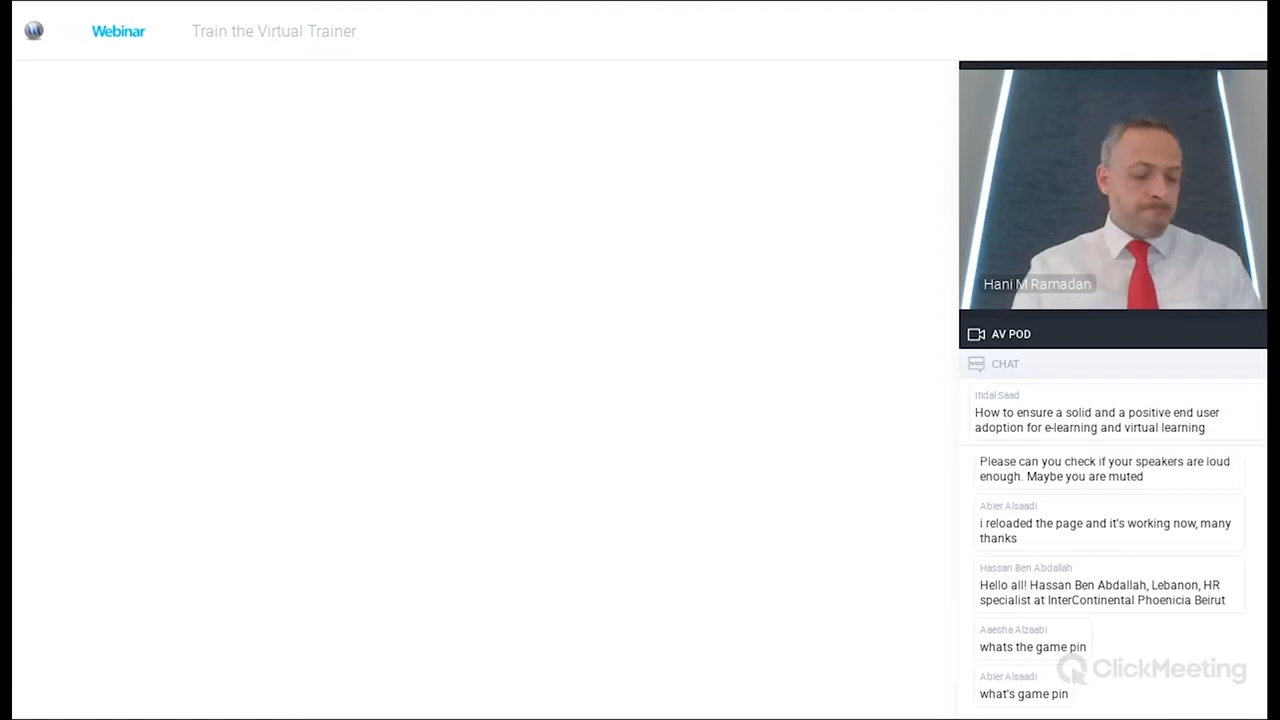 Webinar
Train the Virtual Trainer
Hani M Ramadan
AV POD
CHAT
Itidal Saad
How to ensure a solid and a positive end user
adoption for e-learning and virtual learning
Please can you check if your speakers are loud
enough. Maybe you are muted
Abier Alsaadi
i reloaded the page and it's working now, many
thanks
Hassan Ben Abdallah
Hello all! Hassan Ben Abdallah, Lebanon, HR
specialist at InterContinental Phoenicia Beirut
Aaesha Alzaabi
whats the game pin
Abier Alsaadi
what's game pin
ClickMeeting